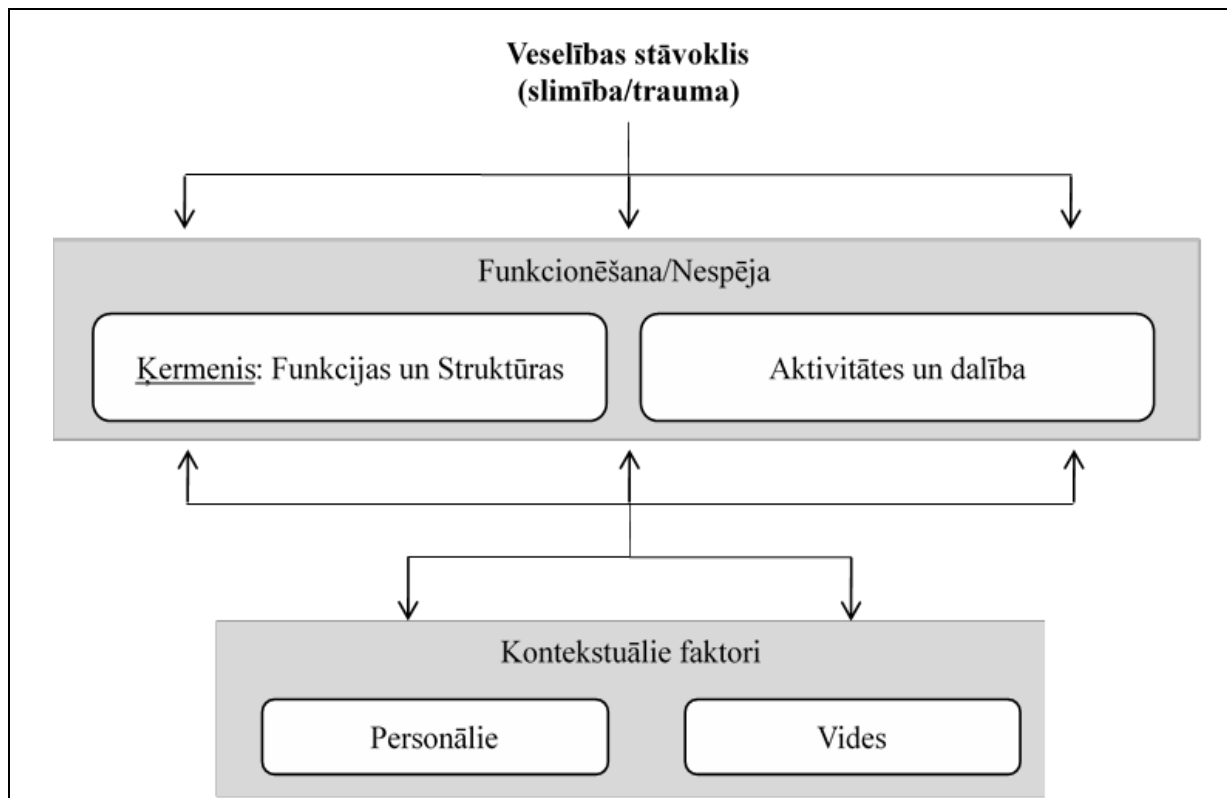 Veselības stāvoklis
(slimība/trauma)
Funkcionēšana/Nespēja
Ķermenis: Funkcijas un Struktūras
Aktivitātes un dalība
Kontekstuālie faktori
Personālie
Vides